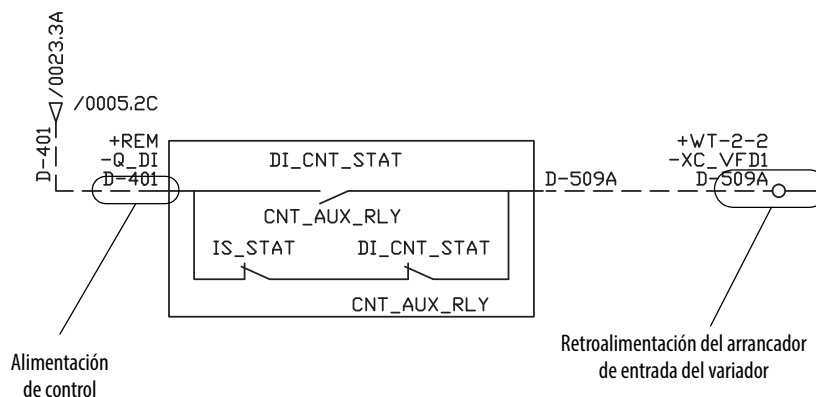 /0023.3A
/0005.2C
D-401
+REM
-Q_DI
D-401
DI_CNT_STAT
CNT_AUX_RLY
IS_STAT
DI_CNT_STAT
CNT_AUX_RLY
D-509A
+WT-2-2
-XC_VFD1
D-509A
Alimentación
de control
Retroalimentación del arrancador
de entrada del variador